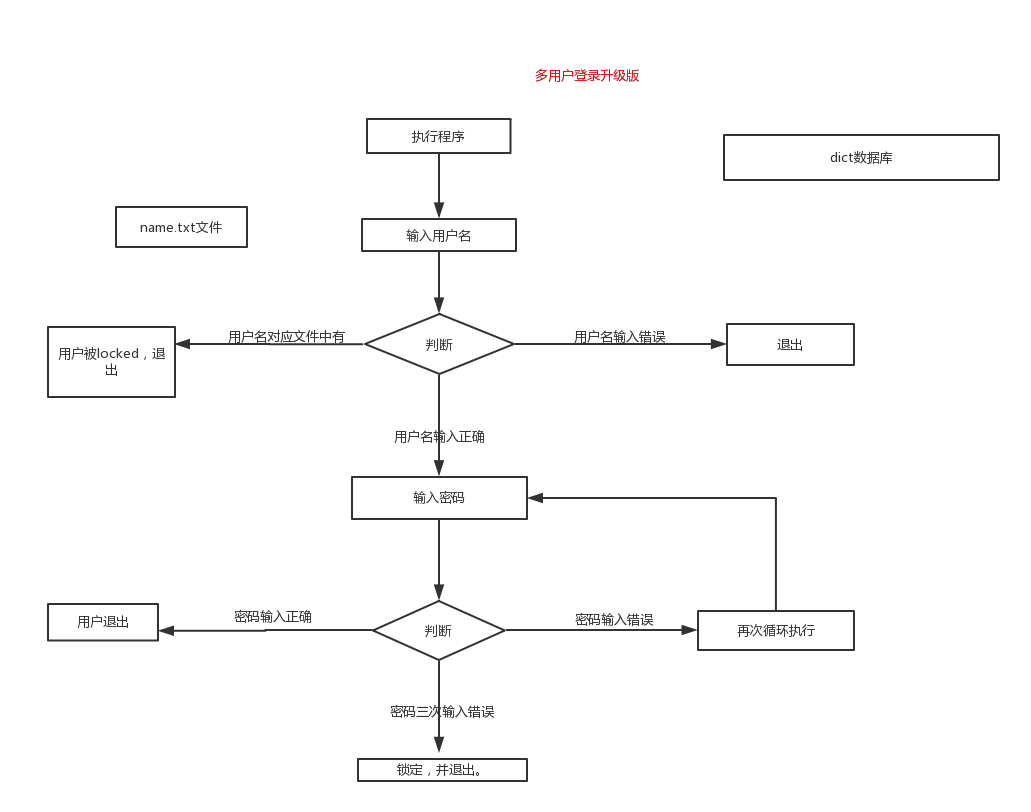 多用户登录升级版
执行程序
dict数据库
name.txt文件
输入用户名
用户名对应文件中有
用户名输入错误
用户被locked，退
出
判断
退出
用户名输入正确
输入密码
密码输入正确
密码输入错误
用户退出
判断
再次循环执行
密码三次输入错误
锁定，并退出。